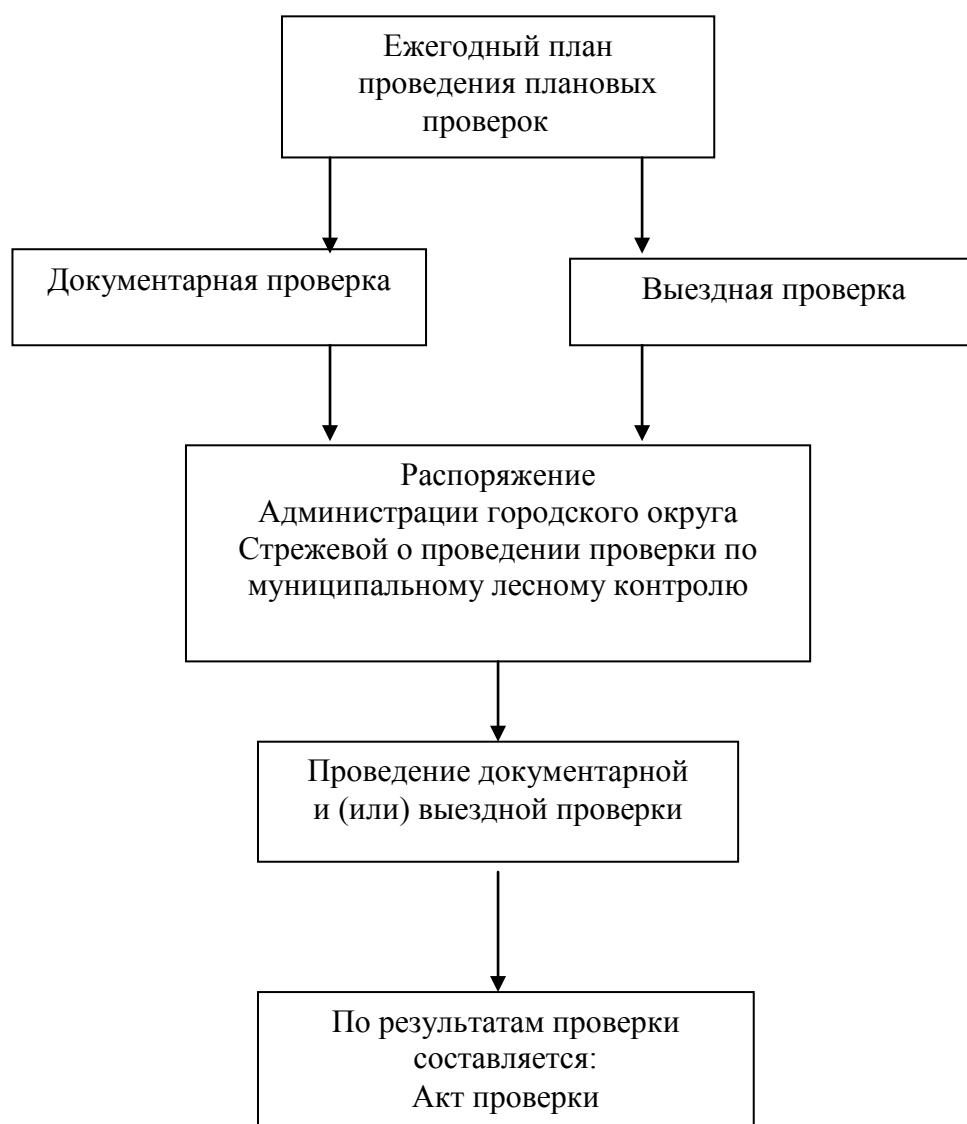 Ежегодный план
проведения плановых
проверок
Документарная проверка
Выездная проверка
Распоряжение
Администрации городского округа
Стрежевой о проведении проверки по
муниципальному лесному контролю
Проведение документарной
и (или) выездной проверки
По результатам проверки
составляется:
Акт проверки